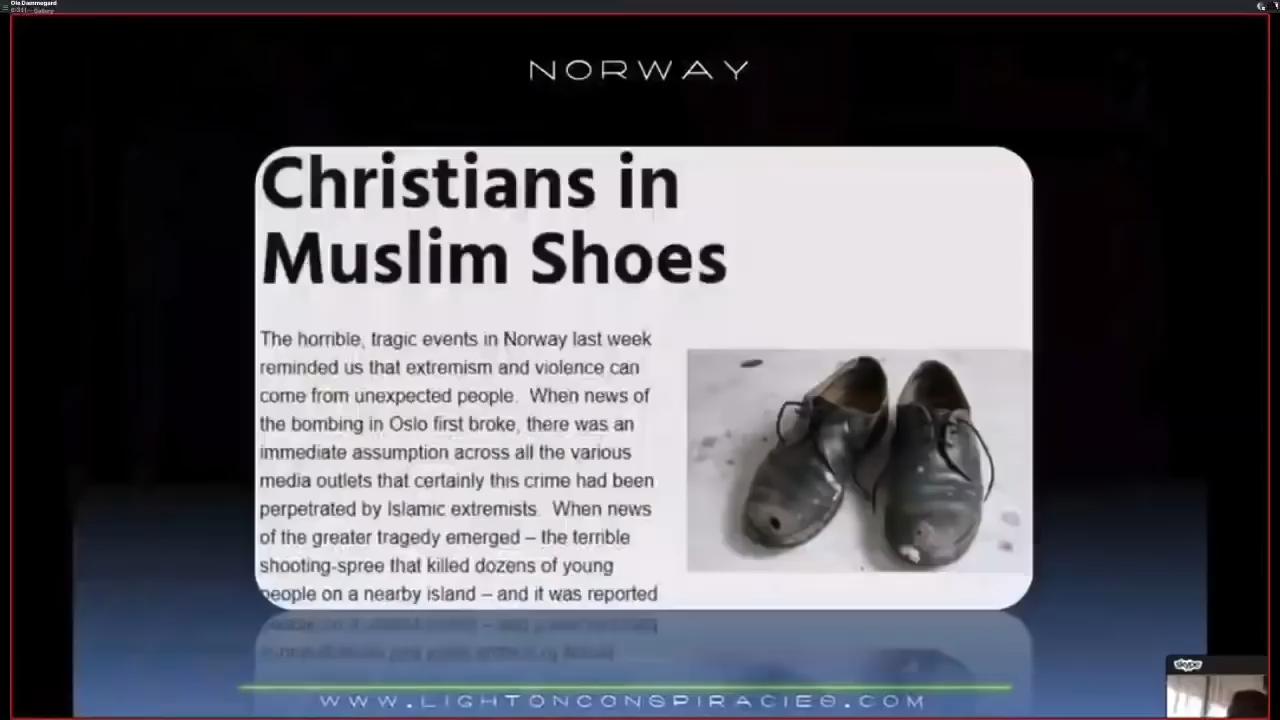 Ole Dammegard
NORWAY
Christians in
Muslim Shoes
The horrible, tragic events in Norway last week
reminded us that extremism and violence can
come from unexpected people. When news of
the bombing in Oslo first broke, there was an
immediate assumption across all the various
media outlets that certainly this crime had been
perpetrated by Islamic extremists. When news
of the greater tragedy emerged – the terrible
shooting-spree that killed dozens of young
people on a nearby island – and it was reported
skype
WWW.LIGHTONCONSPIRACIES.COM